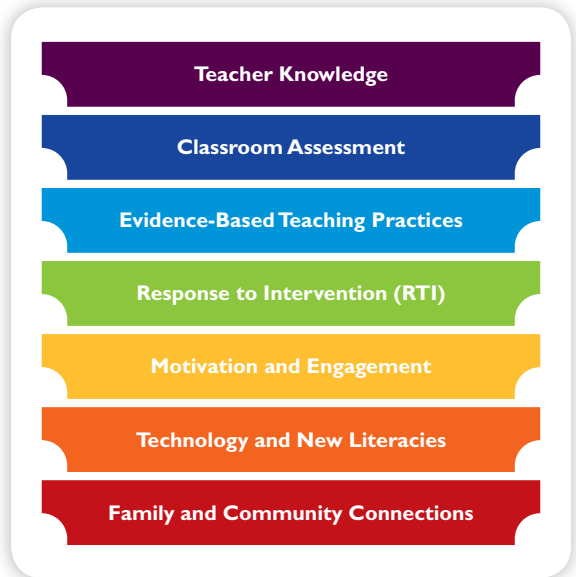 Teacher Knowledge
Classroom Assessment
Evidence-Based Teaching Practices
Response to Intervention (RTI)
Motivation and Engagement
Technology and New Literacies
Family and Community Connections